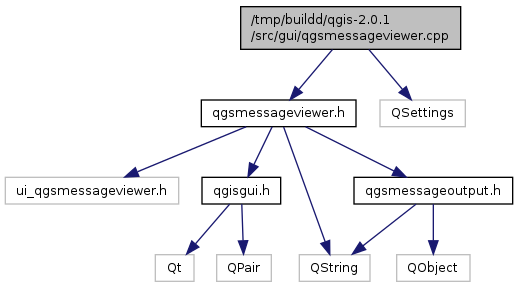 /tmp/buildd/qgis-2.0.1
/src/gui/qgsmessageviewer.cpp
qgsmessageviewer.h
QSettings
ui_qgsmessageviewer.h
qgisgui.h
qgsmessageoutput.h
Qt
QPair
QString
QObject